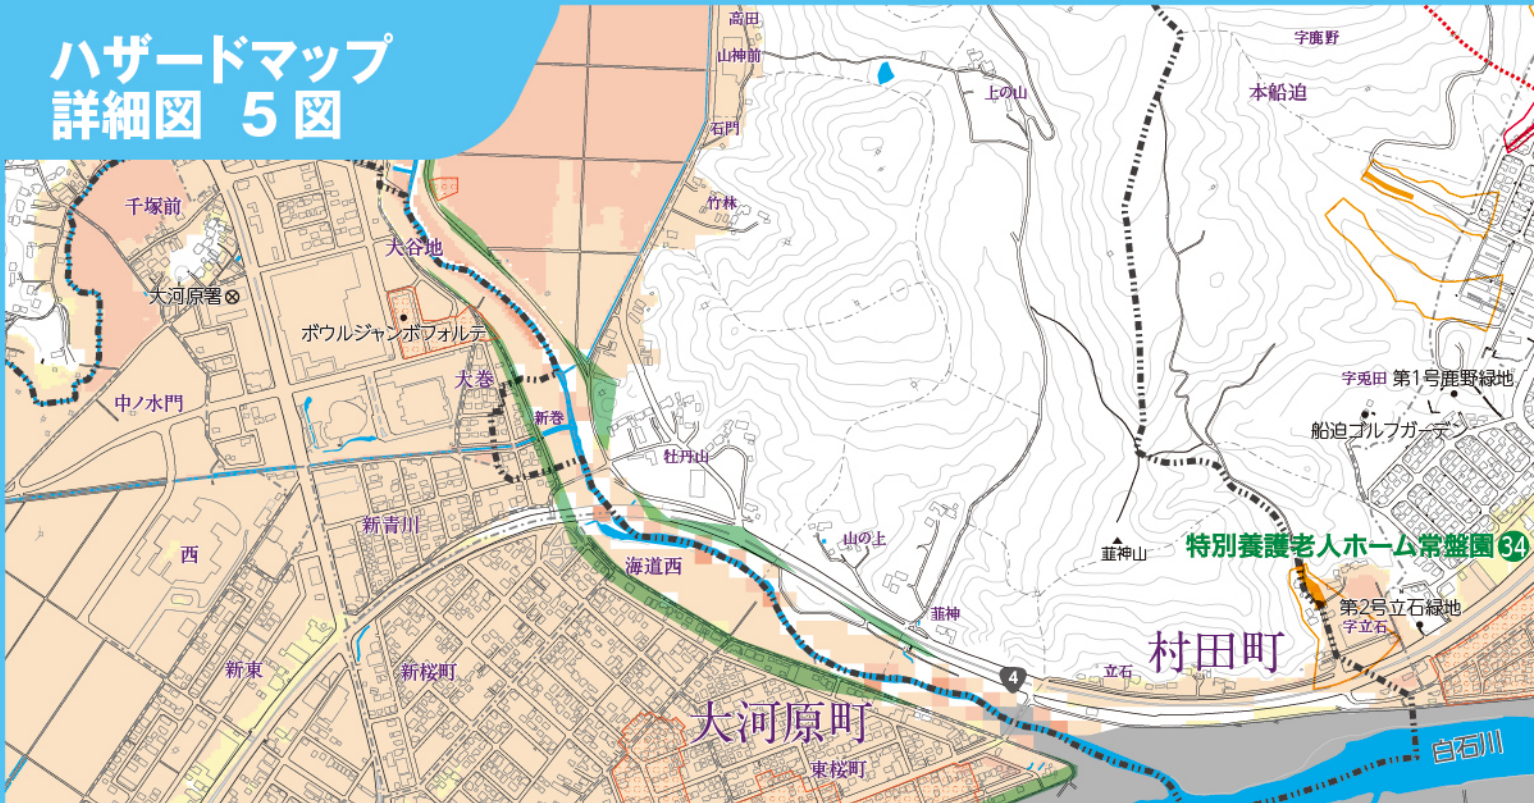 ハザードマップ
詳細図 5図
高田
山神前
石門
竹林
上の山
字鹿野
本船迫
千塚前
大谷地
大河原署
ボウルジャンボフォルテ
大巻
中ノ水門
新巻
牡丹山
字兎田
第1号鹿野緑地
船迫ゴルフガーデン
新青川
西
海道西
山の上
韮神山
特別養護老人ホーム常盤園 34
第2号立石緑地
字立石
韮神
村田町
新東
新桜町
立石
4
大河原町
東桜町
白石川